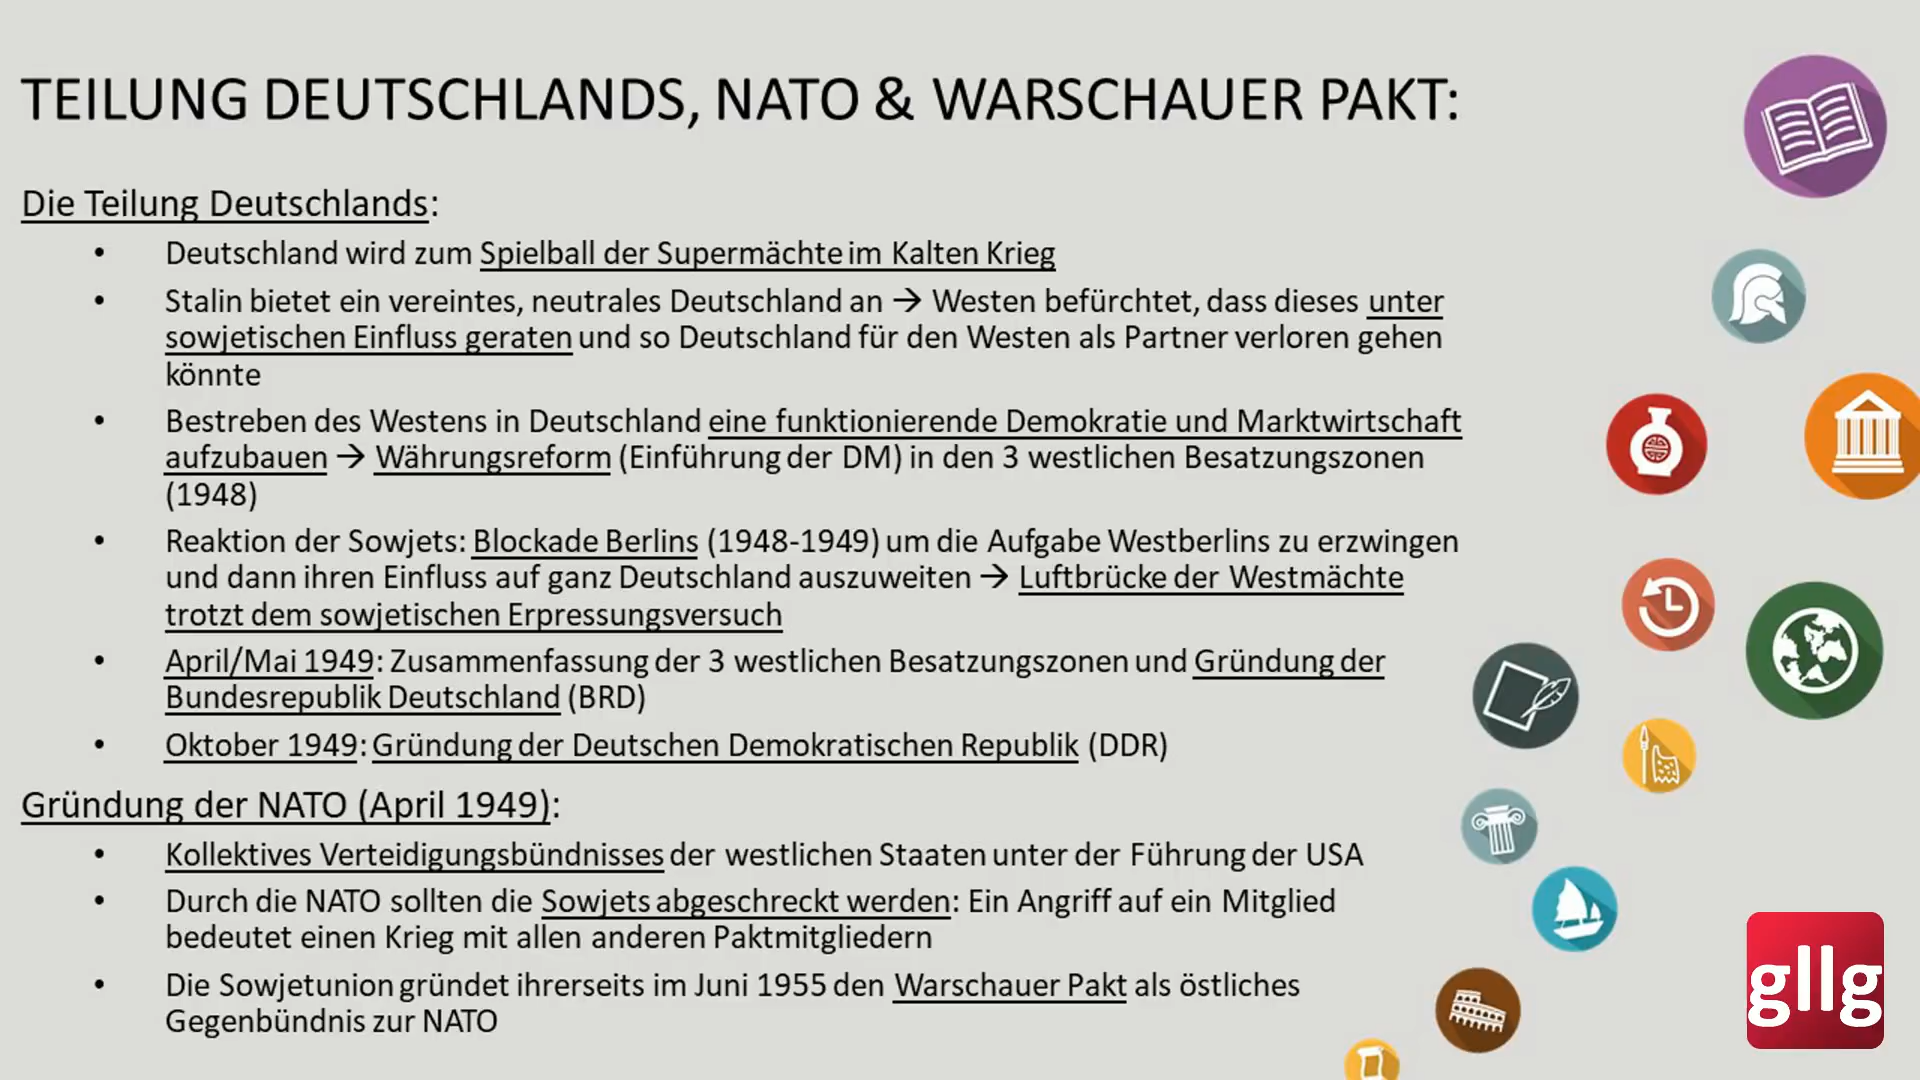 TEILUNG DEUTSCHLANDS, NATO & WARSCHAUER PAKT:
Die Teilung Deutschlands:
• Deutschland wird zum Spielball der Supermächte im Kalten Krieg
• Stalin bietet ein vereintes, neutrales Deutschland an → Westen befürchtet, dass dieses unter
sowjetischen Einfluss geraten und so Deutschland für den Westen als Partner verloren gehen
könnte
• Bestreben des Westens in Deutschland eine funktionierende Demokratie und Marktwirtschaft
aufzubauen → Währungsreform (Einführung der DM) in den 3 westlichen Besatzungszonen
(1948)
• Reaktion der Sowjets: Blockade Berlins (1948-1949) um die Aufgabe Westberlins zu erzwingen
und dann ihren Einfluss auf ganz Deutschland auszuweiten → Luftbrücke der Westmächte
trotzt dem sowjetischen Erpressungsversuch
• April/Mai 1949: Zusammenfassung der 3 westlichen Besatzungszonen und Gründung der
Bundesrepublik Deutschland (BRD)
• Oktober 1949: Gründung der Deutschen Demokratischen Republik (DDR)
Gründung der NATO (April 1949):
• Kollektives Verteidigungsbündnisses der westlichen Staaten unter der Führung der USA
• Durch die NATO sollten die Sowjets abgeschreckt werden: Ein Angriff auf ein Mitglied
bedeutet einen Krieg mit allen anderen Paktmitgliedern
• Die Sowjetunion gründet ihrerseits im Juni 1955 den Warschauer Pakt als östliches
Gegenbündnis zur NATO
gllg